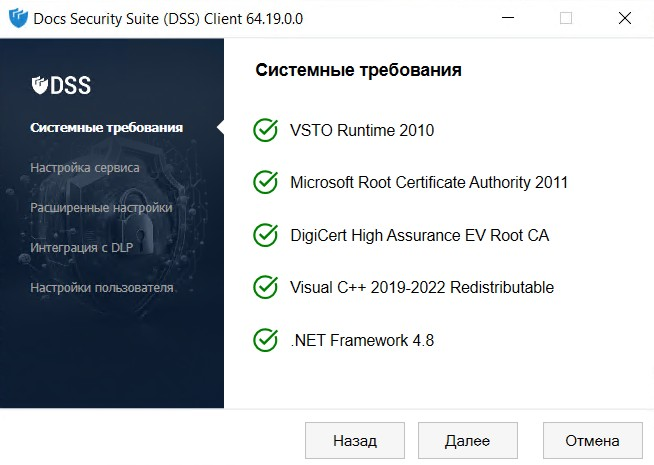 Docs Security Suite (DSS) Client 64.19.0.0
DSS
Системные требования
Настройка сервиса
Расширенные настройки
Интеграция с DLP
Настройки пользователя
Системные требования
VSTO Runtime 2010
Microsoft Root Certificate Authority 2011
DigiCert High Assurance EV Root CA
Visual C++ 2019-2022 Redistributable
.NET Framework 4.8
Назад
Далее
Отмена